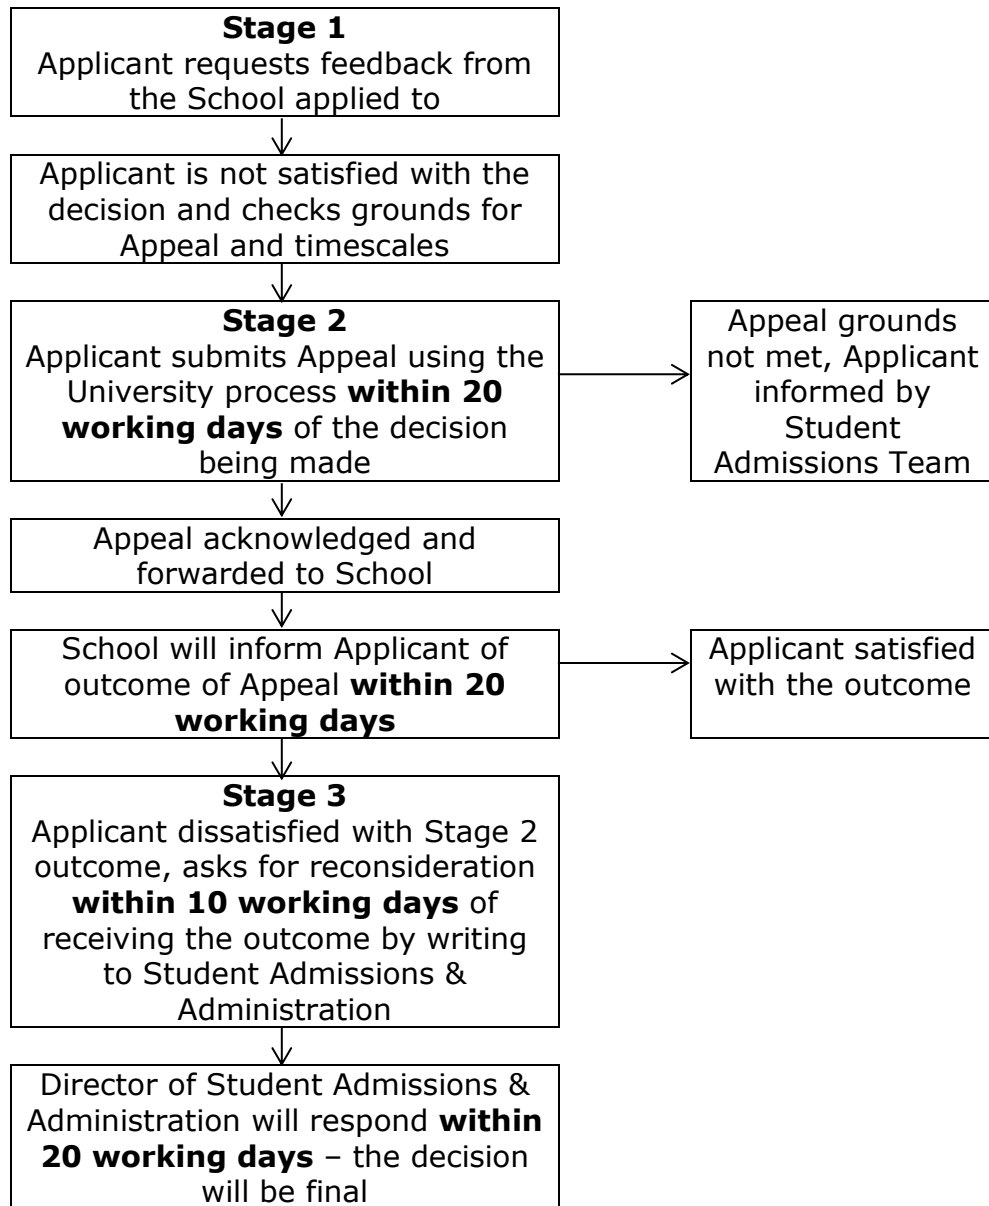 Stage 1
Applicant requests feedback from
the School applied to
Applicant is not satisfied with the
decision and checks grounds for
Appeal and timescales
Stage 2
Applicant submits Appeal using the
University process within 20
working days of the decision
being made
Appeal grounds
not met, Applicant
informed by
Student
Admissions Team
Appeal acknowledged and
forwarded to School
School will inform Applicant of
outcome of Appeal within 20
working days
Applicant satisfied
with the outcome
Stage 3
Applicant dissatisfied with Stage 2
outcome, asks for reconsideration
within 10 working days of
receiving the outcome by writing
to Student Admissions &
Administration
Director of Student Admissions &
Administration will respond within
20 working days – the decision
will be final